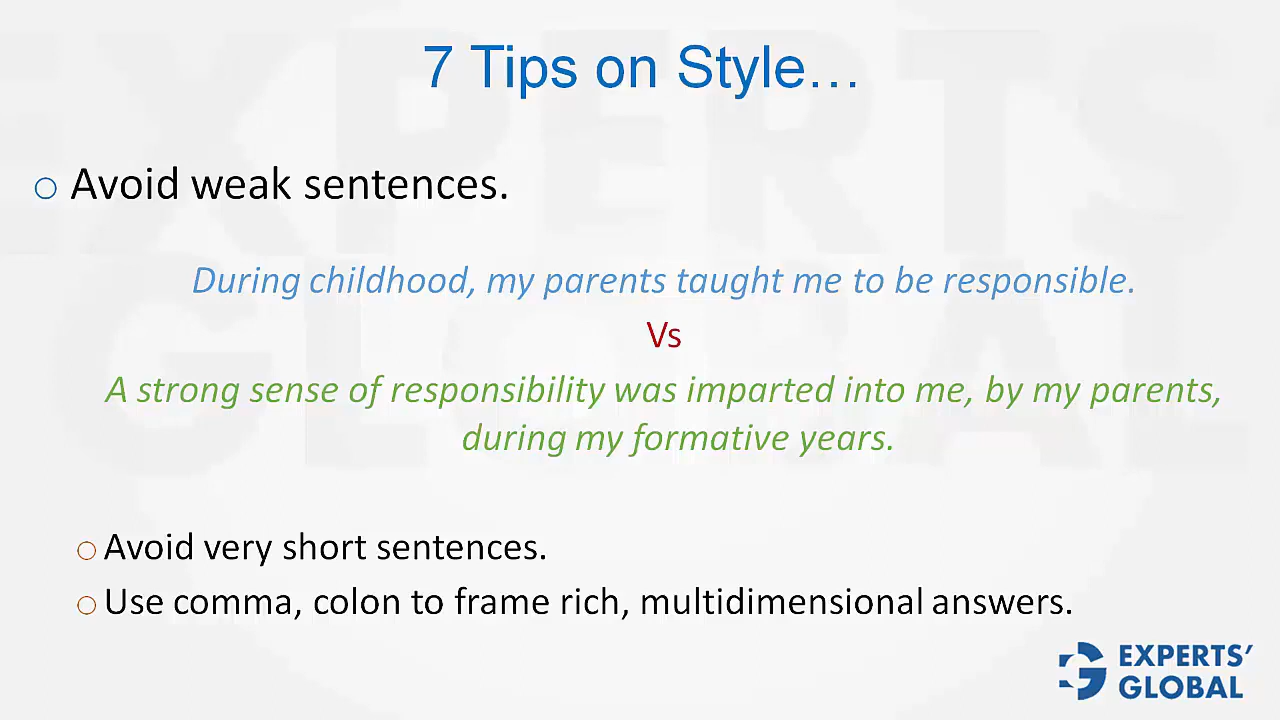 7 Tips on Style…
Avoid weak sentences.
During childhood, my parents taught me to be responsible.
Vs
A strong sense of responsibility was imparted into me, by my parents,
during my formative years.
Avoid very short sentences.
Use comma, colon to frame rich, multidimensional answers.
EXPERTS’
GLOBAL